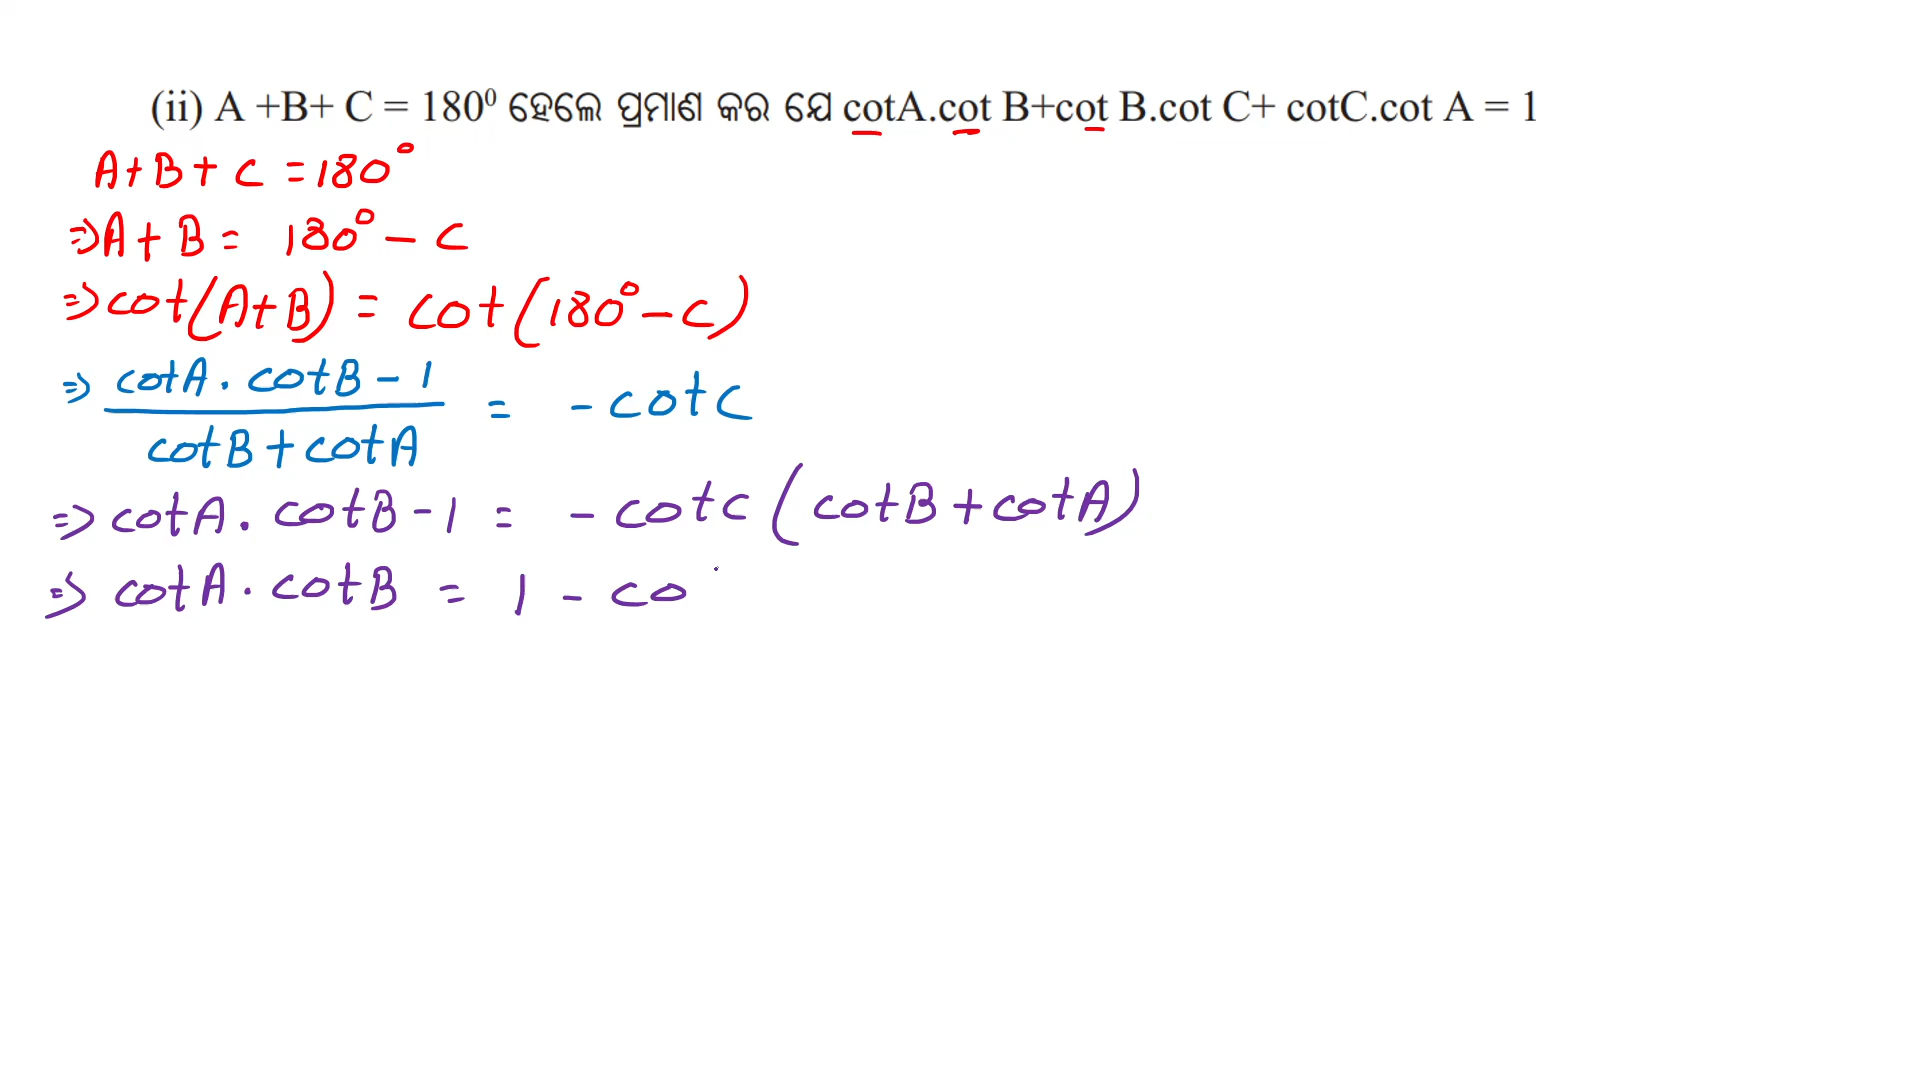 (ii) A +B+ C = 180⁰ ହେଲେ ପ୍ରମାଣ କର ଯେ cotA.cot B+cot B.cot C+ cotC.cot A = 1
A+B+C =180°
⇒A+B = 180°-C
⇒cot(A+B) = cot(180°-C)
⇒ cotA.cotB-1 / cotB+cotA = -cotC
⇒cotA.cotB-1 = -cotC(cotB+cotA)
⇒cotA.cotB = 1 - co